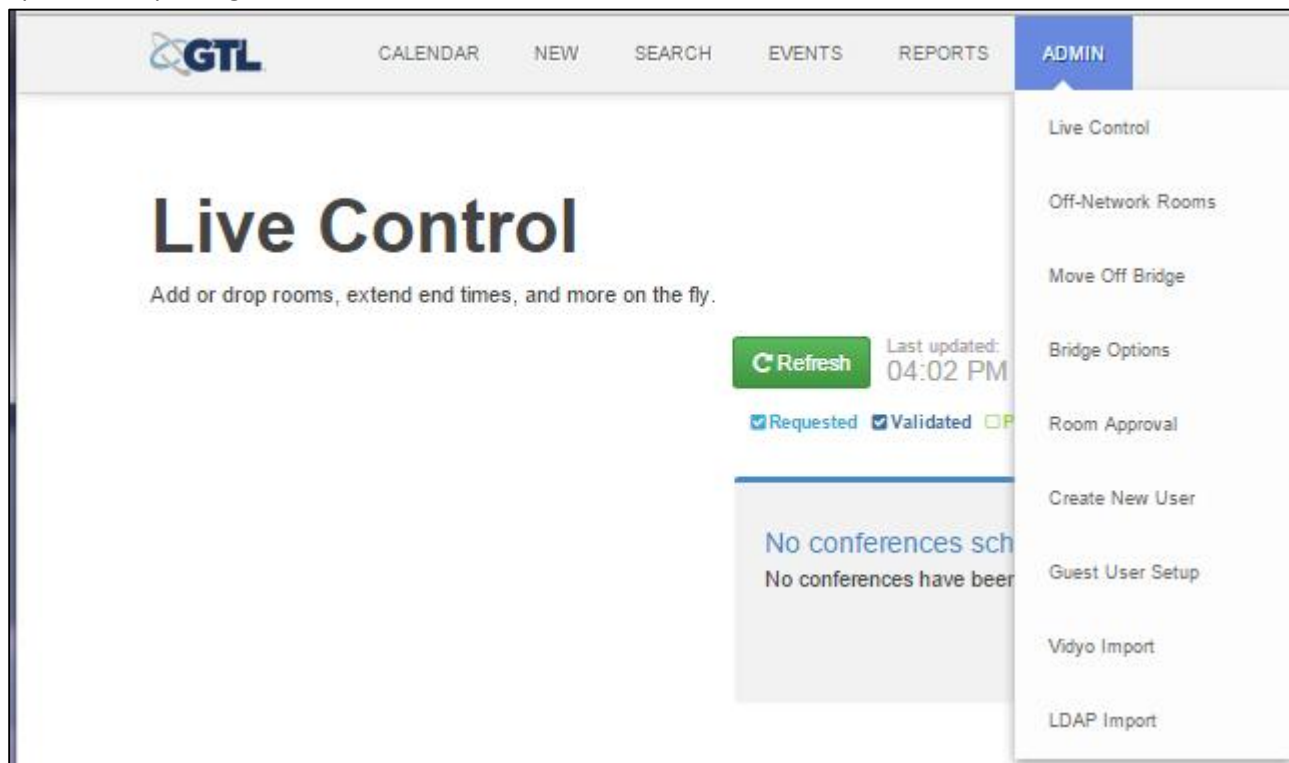 GTL CALENDAR NEW SEARCH EVENTS REPORTS ADMIN
Live Control
Off-Network Rooms
Move Off Bridge
Bridge Options
Room Approval
Create New User
Guest User Setup
Vidyo Import
LDAP Import
Live Control
Add or drop rooms, extend end times, and more on the fly.
Refresh
Last updated:
04:02 PM
Requested Validated P
No conferences sch
No conferences have been